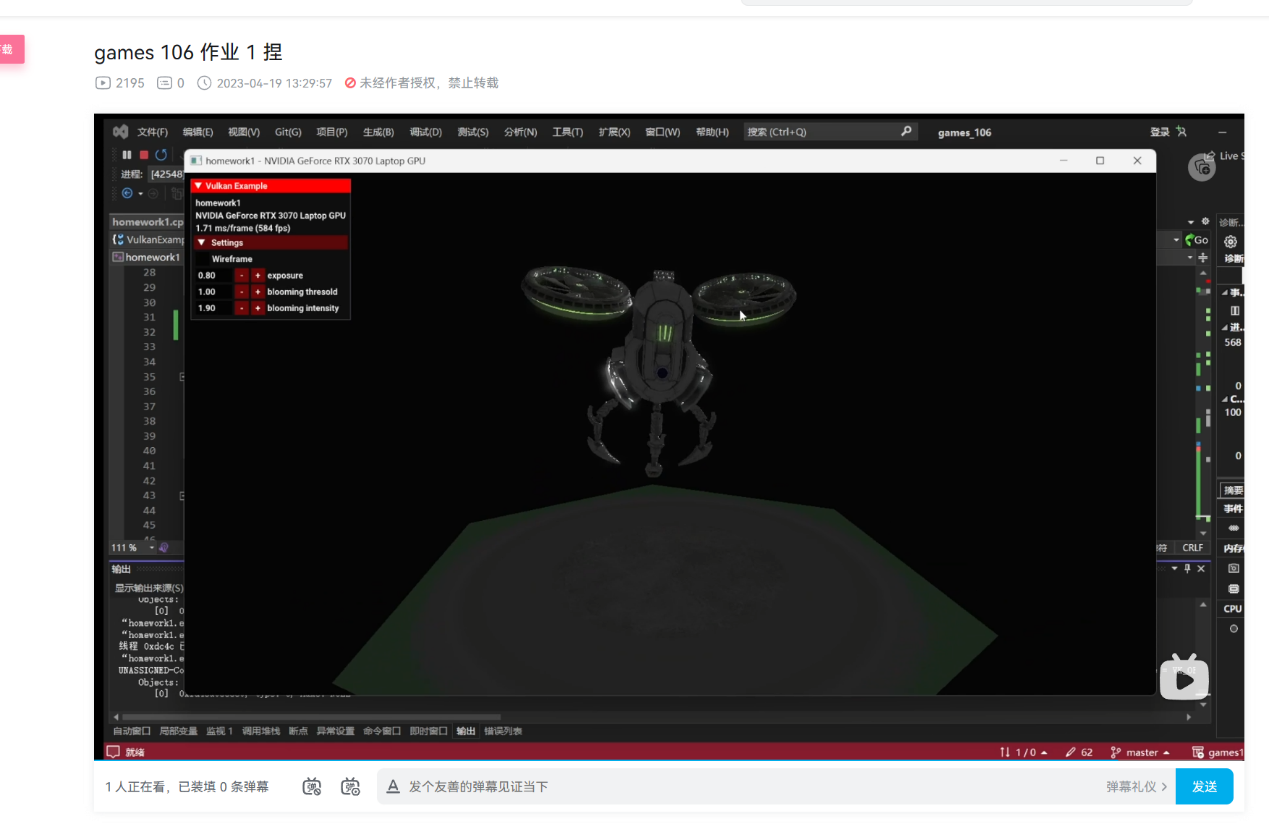 载
games 106 作业 1 捏
2195 0 2023-04-19 13:29:57 未经作者授权，禁止转载
文件(F) 编辑(E) 视图(V) Git(G) 项目(P) 生成(B) 调试(D) 测试(S) 分析(N) 工具(T) 扩展(X) 窗口(W) 帮助(H) 搜索 (Ctrl+Q) games_106 登录
Live S
进程: [42548]
homework1 - NVIDIA GeForce RTX 3070 Laptop GPU
Vulkan Example
homework1
NVIDIA GeForce RTX 3070 Laptop GPU
1.71 ms/frame (584 fps)
Settings
Wireframe
0.80 - + exposure
1.00 - + blooming thresold
1.90 - + blooming intensity
homework1.cp
VulkanExamp
homework1
Go
诊断...
诊断
28
29
30
31
32
33
34
35
36
37
38
39
40
41
42
43
44
45
46
事...
进...
568
0
C...
100
0
摘要
事件
内存
CPU
111 %
符 CRLF
输出
显示输出来源(S)
Objects:
[0] 0
“homework1.e
“homework1.e
线程 0xdc4c 已
“homework1.e
UNASSIGNED-Co
Objects:
自动窗口 局部变量 监视 1 调用堆栈 断点 异常设置 命令窗口 即时窗口 输出 错误列表
就绪 1 / 0 62 master games1
1 人正在看，已装填 0 条弹幕 发个友善的弹幕见证当下 弹幕礼仪 发送